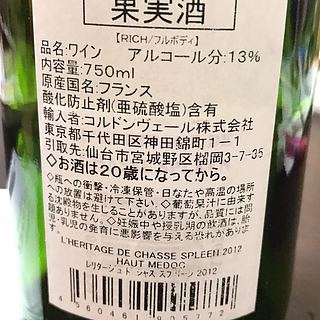 果実酒
【RICH/フルボディ】
品名:ワイン アルコール分:13%
内容量:750ml
原産国名:フランス
酸化防止剤(亜硫酸塩)含有
輸入者:コルドンヴェール株式会社
東京都千代田区神田錦町1-1
引取先:仙台市宮城野区榴岡3-7-35
◇お酒は20歳になってから。
◇瓶への衝撃・冷凍保管・日なたや高温の場所
への放置は避けて下さい。◇葡萄果汁に由来す
る沈殿物を生じることがありますが、品質には問
題ありません。◇妊娠中や授乳期の飲酒は、胎
児・乳児の発育に悪影響を与える恐れがありま
す。
L'HERITAGE DE CHASSE SPLEEN 2012
HAUT MEDOC
レリタージュ ド シャス スプリーン 2012
4 560461 905772